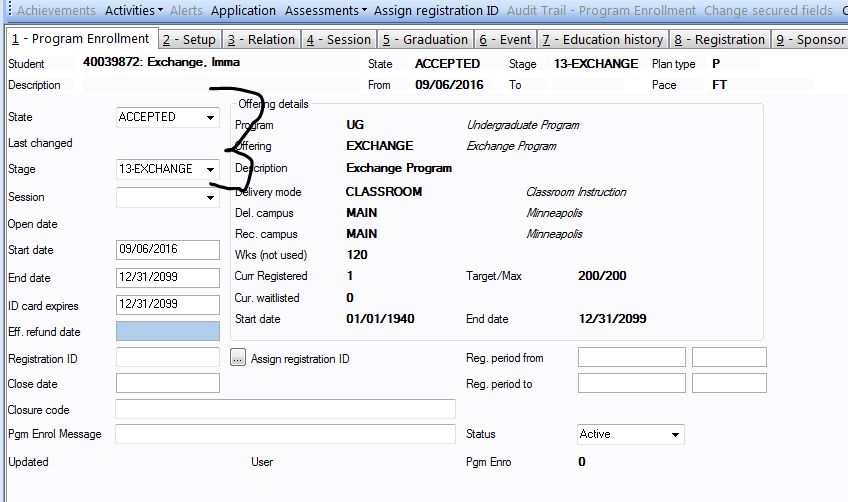 Achievements Activities Alerts Application Assessments Assign registration ID Audit Trail - Program Enrollment Change secured fields
1 - Program Enrollment 2 - Setup 3 - Relation 4 - Session 5 - Graduation 6 - Event 7 - Education history 8 - Registration 9 - Sponsor
Student 40039872: Exchange, Imma State ACCEPTED Stage 13-EXCHANGE Plan type P
Description From 09/06/2016 To Pace FT
Offering details
State ACCEPTED Program UG Undergraduate Program
Last changed Offering EXCHANGE Exchange Program
Stage 13-EXCHANGE Description Exchange Program
Session Delivery mode CLASSROOM Classroom Instruction
Open date Del. campus MAIN Minneapolis
Rec. campus MAIN Minneapolis
Start date 09/06/2016 Wks (not used) 120
End date 12/31/2099 Curr Registered 1 Target/Max 200/200
ID card expires 12/31/2099 Cur. waitlisted 0
Eff. refund date Start date 01/01/1940 End date 12/31/2099
Registration ID ... Assign registration ID Reg. period from
Close date Reg. period to
Closure code
Pgm Enrol Message Status Active
Updated User Pgm Enro 0